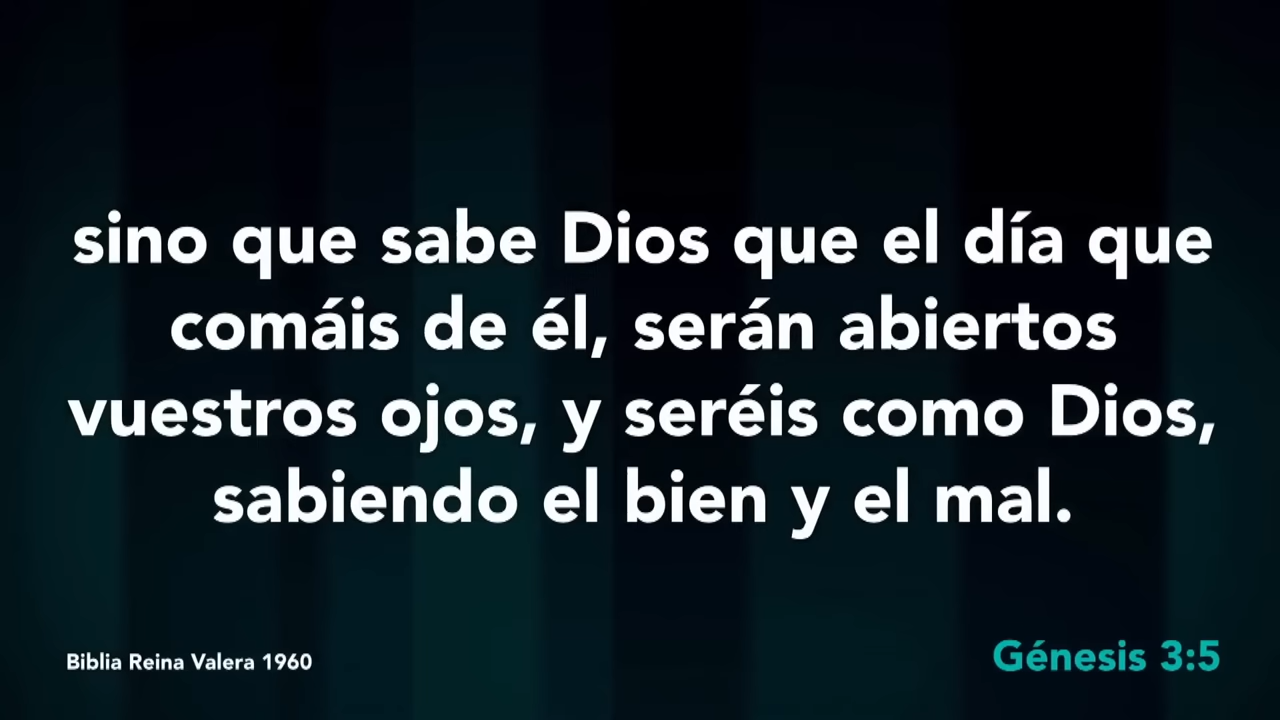 sino que sabe Dios que el día que
comáis de él, serán abiertos
vuestros ojos, y seréis como Dios,
sabiendo el bien y el mal.
Biblia Reina Valera 1960
Génesis 3:5